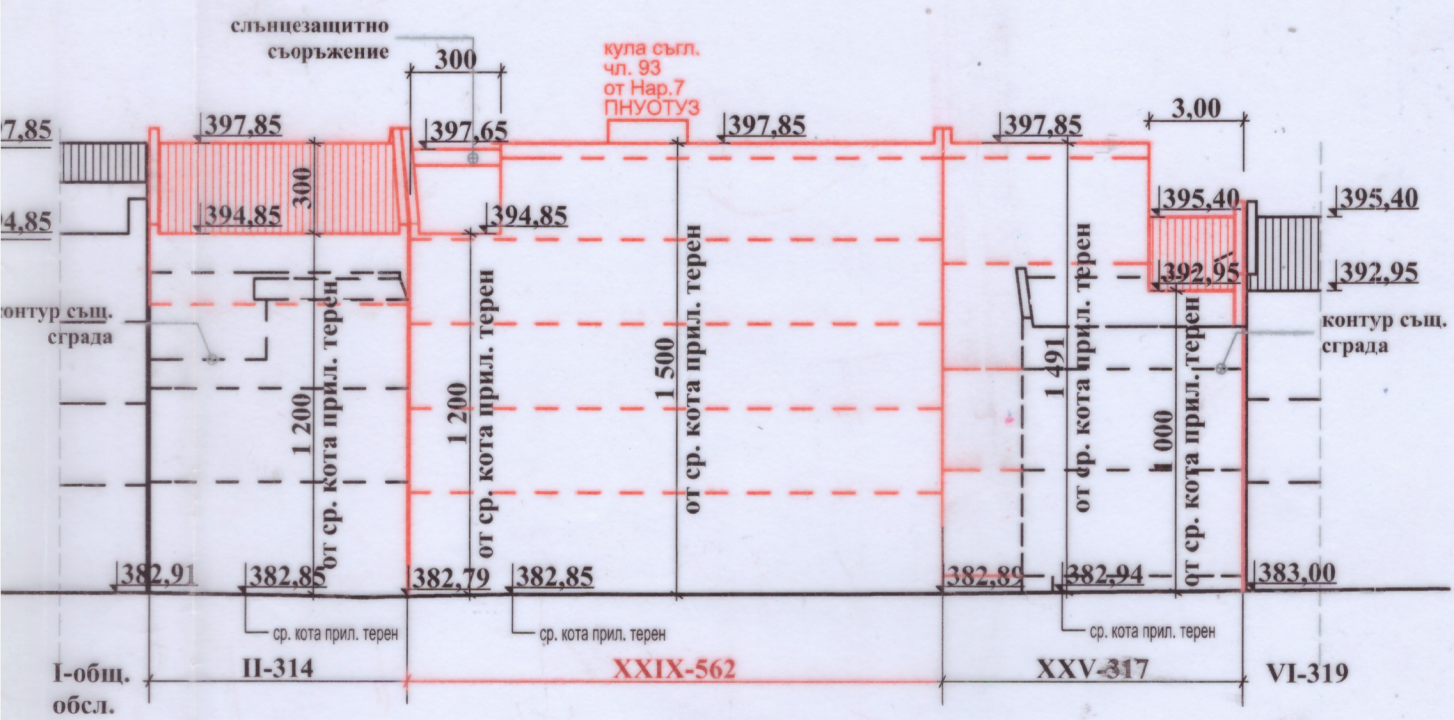 слънцезащитно
съоръжение
300
кула съгл.
чл. 93
от Нар.7
ПНУОТУЗ
3,00
7,85
397,85
397,65
397,85
397,85
300
395,40
395,40
4,85
394,85
394,85
392,95
392,95
контур същ.
сграда
контур същ.
сграда
1 200
от ср. кота прил. терен
1 200
от ср. кота прил. терен
1 500
от ср. кота прил. терен
1 491
от ср. кота прил. терен
1 000
от ср. кота прил. терен
382,91
382,85
382,79
382,85
382,89
382,94
383,00
ср. кота прил. терен
ср. кота прил. терен
ср. кота прил. терен
I-общ.
обсл.
II-314
XXIX-562
XXV-317
VI-319